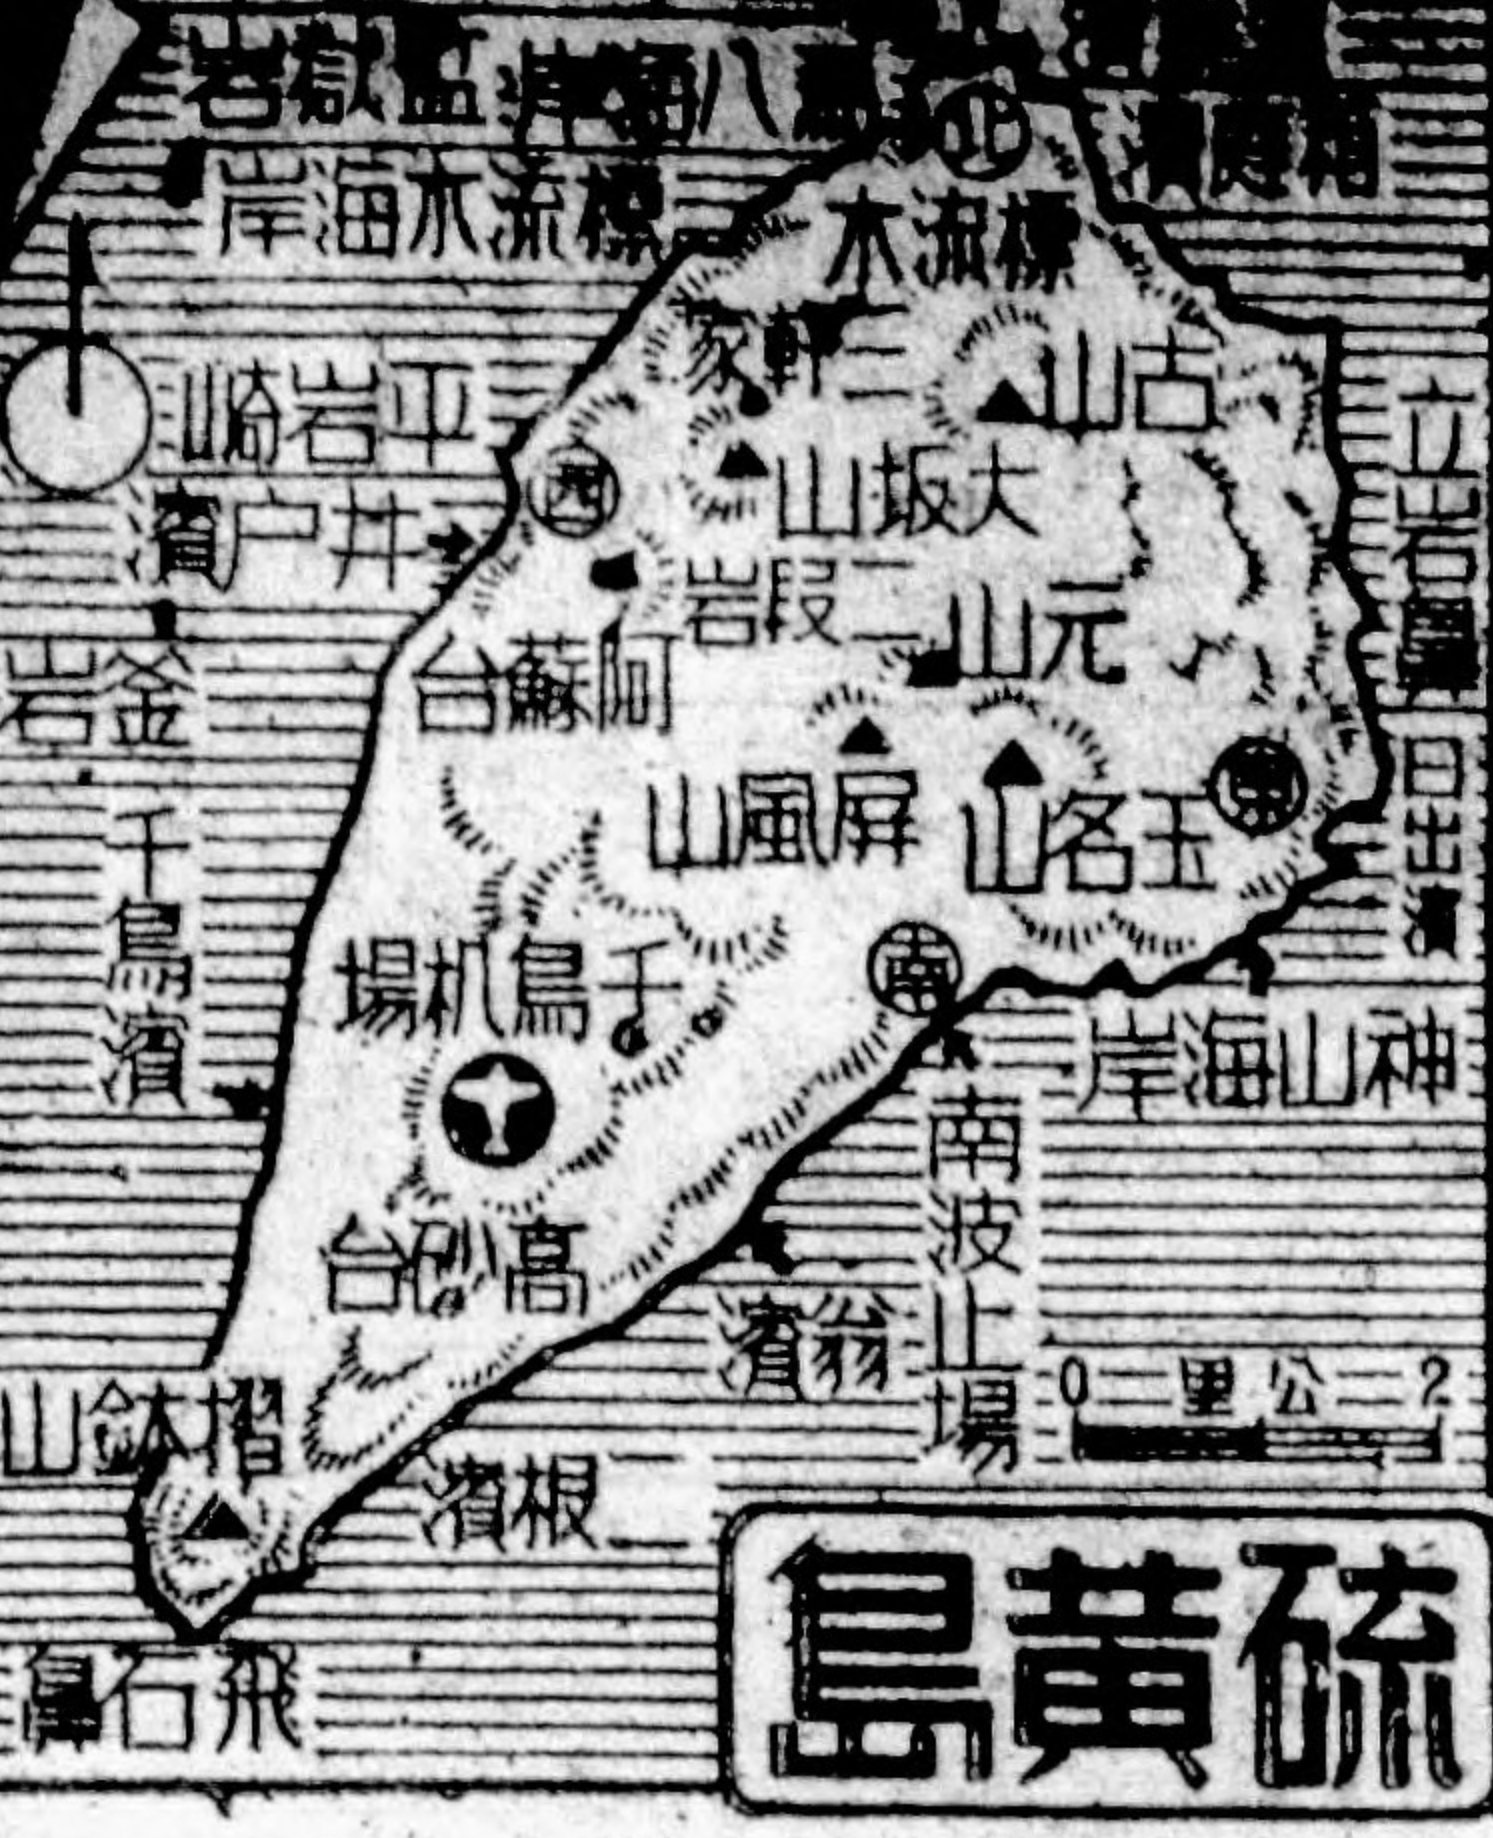 監獄岩
標流木海岸
北
標流木
三軒家
古山
平岩崎
西
大坂山
立岩鼻
井戸濱
二段岩
元山
阿蘇台
釜岩
屏風山
玉名山
東
日出濱
千鳥濱
千鳥机場
南
神山海岸
南波止場
高砂台
翁濱
0 公里 2
摺鉢山
二根濱
飛石鼻
硫黄島